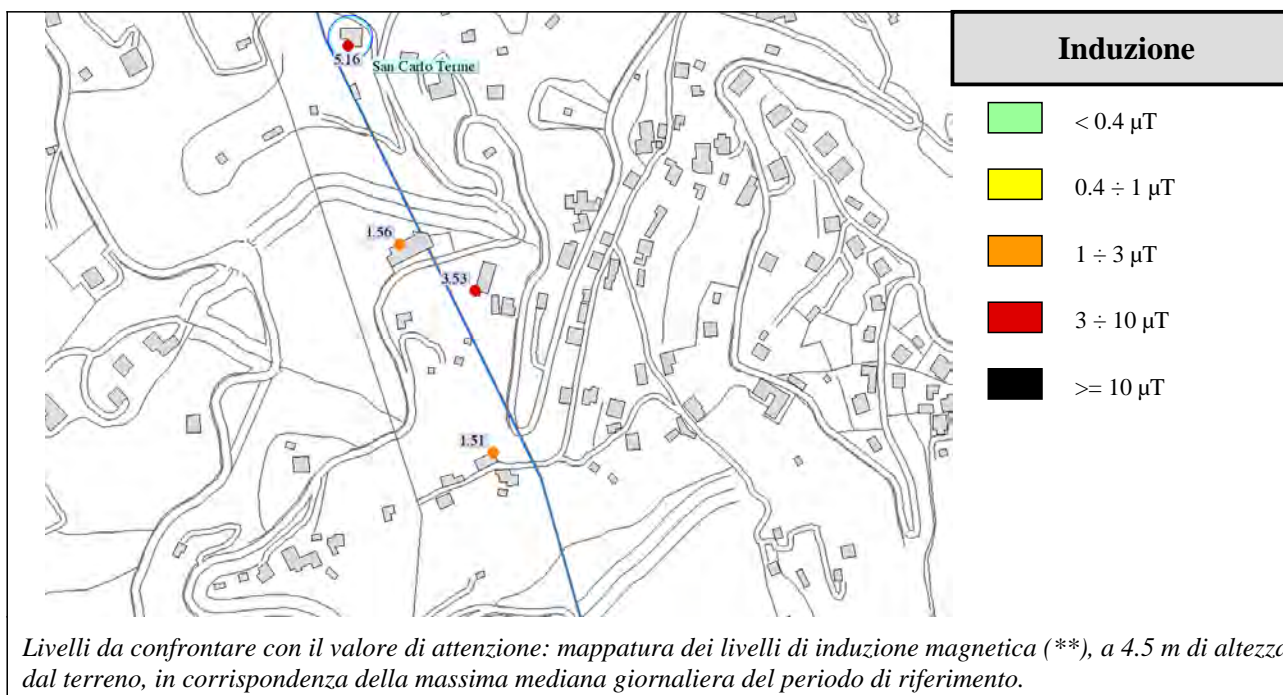 5.16
San Carlo Terme
1.56
3.53
1.51
Induzione
< 0.4 µT
0.4 ÷ 1 µT
1 ÷ 3 µT
3 ÷ 10 µT
>= 10 µT
Livelli da confrontare con il valore di attenzione: mappatura dei livelli di induzione magnetica (**), a 4.5 m di altezza
dal terreno, in corrispondenza della massima mediana giornaliera del periodo di riferimento.